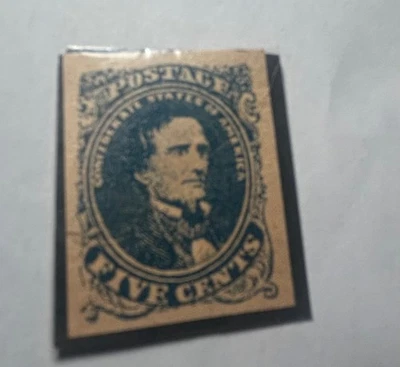 POSTAGE
CONFEDERATE STATES OF AMERICA
FIVE CENTS